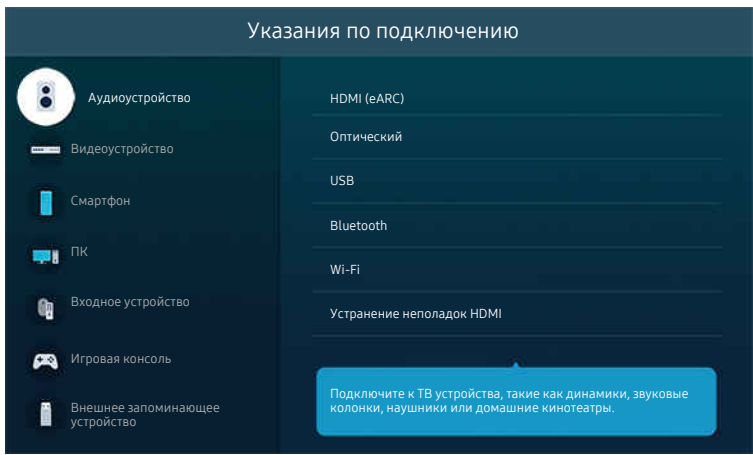 Указания по подключению
Аудиоустройство
Видеоустройство
Смартфон
ПК
Входное устройство
Игровая консоль
Внешнее запоминающее
устройство
HDMI (eARC)
Оптический
USB
Bluetooth
Wi-Fi
Устранение неполадок HDMI
Подключите к ТВ устройства, такие как динамики, звуковые
колонки, наушники или домашние кинотеатры.